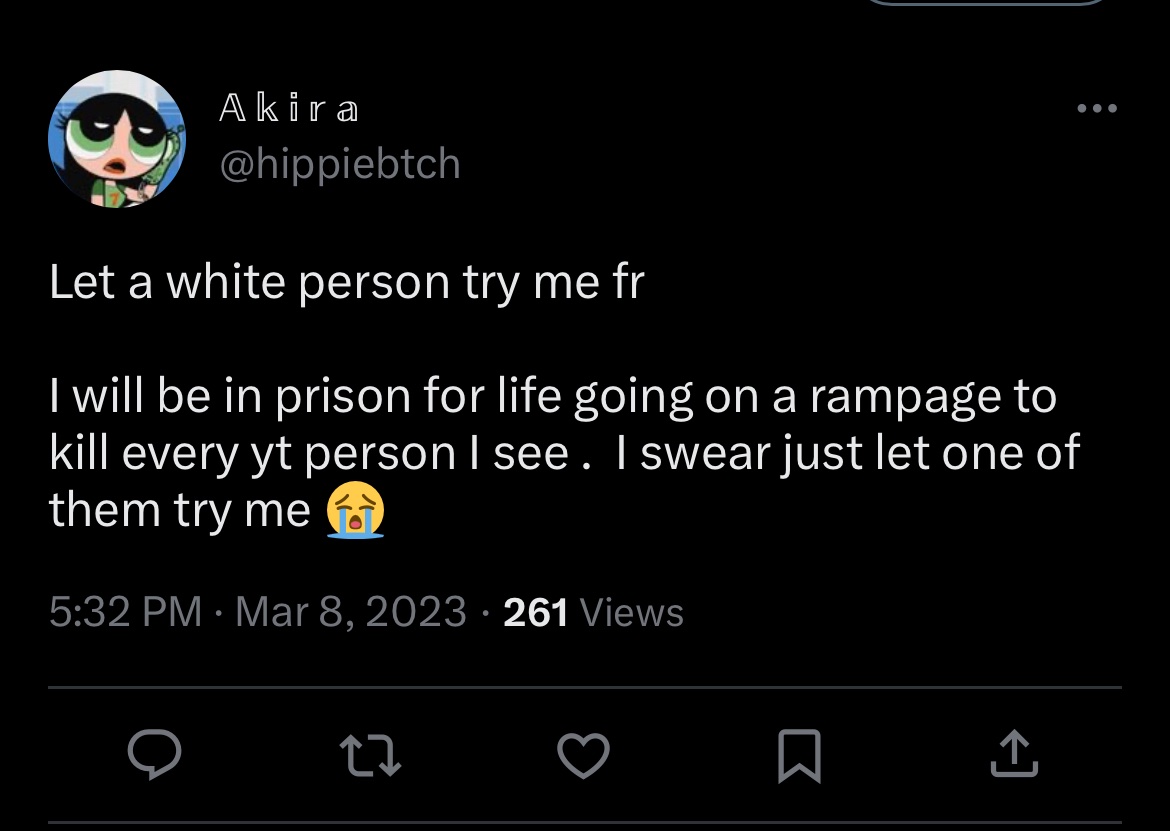 𝔸 𝕜 𝕚 𝕣 𝕒
@hippiebtch
Let a white person try me fr
I will be in prison for life going on a rampage to
kill every yt person I see .  I swear just let one of
them try me 😭
5:32 PM · Mar 8, 2023 · 261 Views